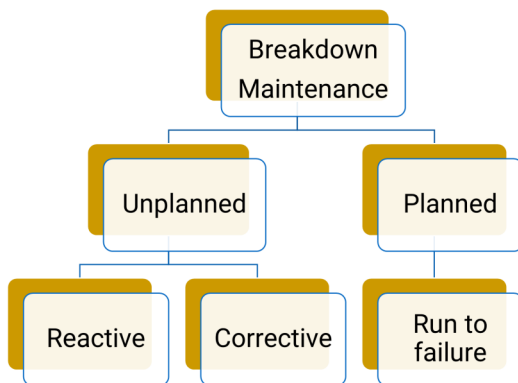 Breakdown
Maintenance
Unplanned
Planned
Reactive
Corrective
Run to
failure